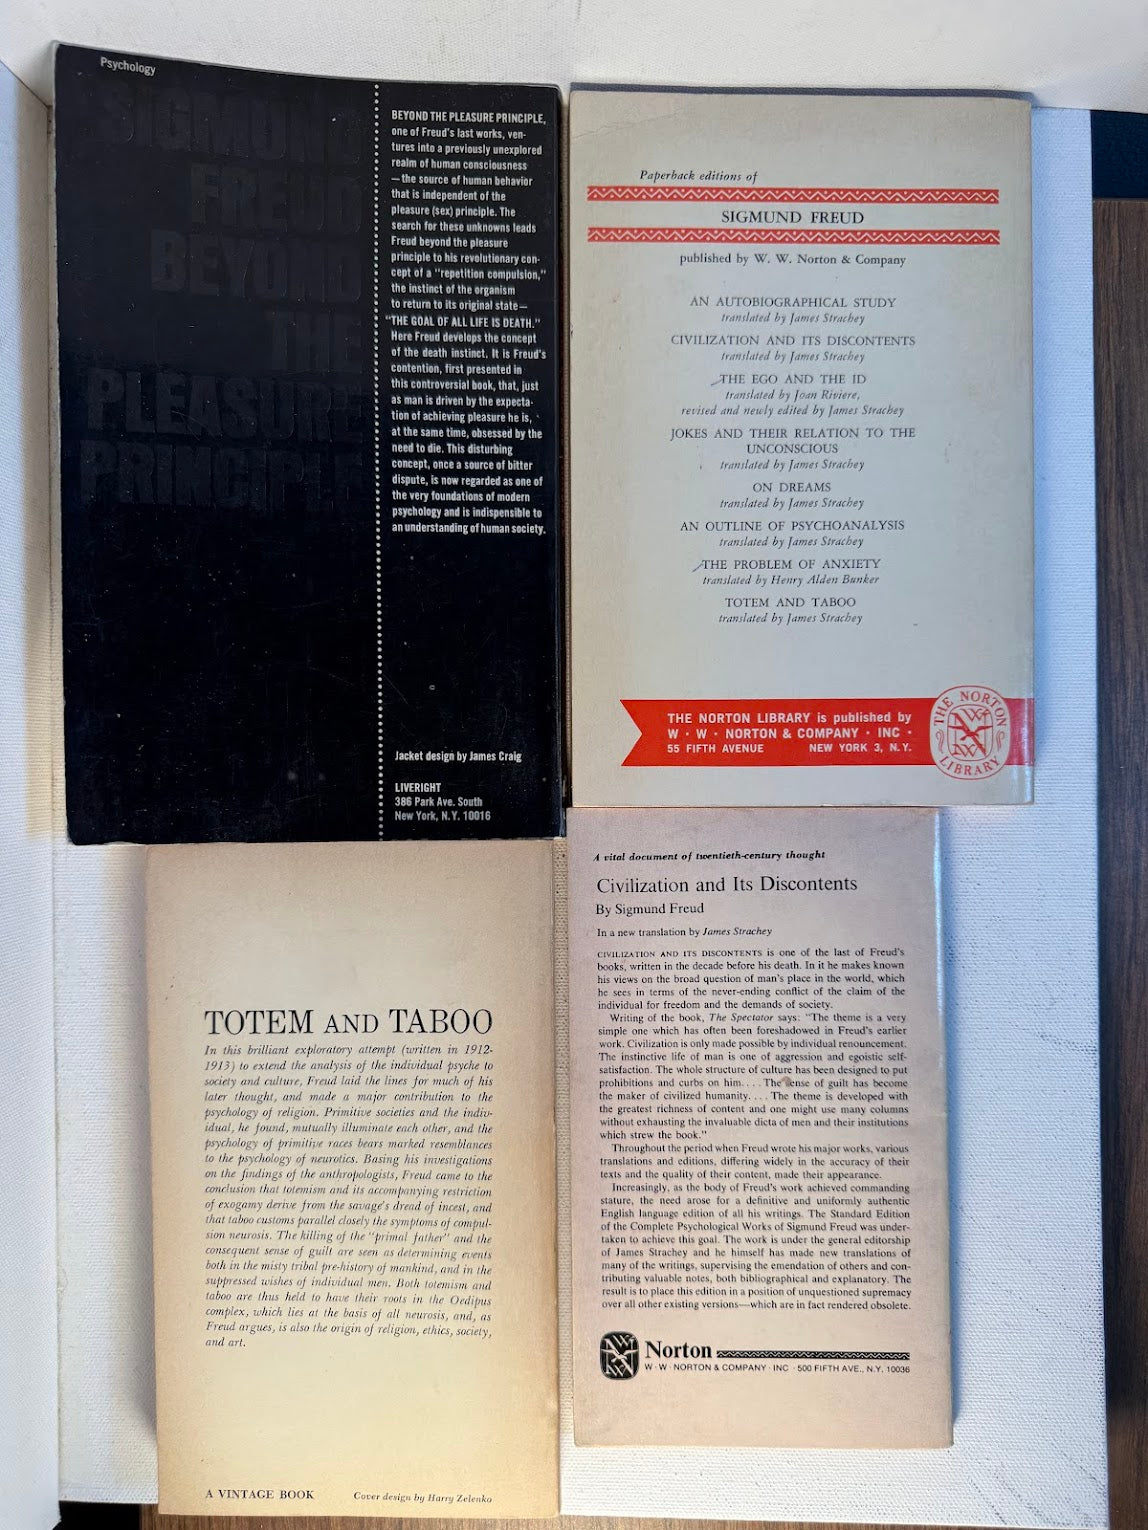 Psychology
SIGMUND
FREUD
BEYOND
THE
PLEASURE
PRINCIPLE
BEYOND THE PLEASURE PRINCIPLE,
one of Freud's last works, ven-
tures into a previously unexplored
realm of human consciousness
—the source of human behavior
that is independent of the
pleasure (sex) principle. The
search for these unknowns leads
Freud beyond the pleasure
principle to his revolutionary con-
cept of a "repetition compulsion,"
the instinct of the organism
to return to its original state—
"THE GOAL OF ALL LIFE IS DEATH."
Here Freud develops the concept
of the death instinct. It is Freud's
contention, first presented in
this controversial book, that, just
as man is driven by the expecta-
tion of achieving pleasure he is,
at the same time, obsessed by the
need to die. This disturbing
concept, once a source of bitter
dispute, is now regarded as one of
the very foundations of modern
psychology and is indispensible to
an understanding of human society.
Jacket design by James Craig
LIVERIGHT
386 Park Ave. South
New York, N.Y. 10016
Paperback editions of
SIGMUND FREUD
published by W. W. Norton & Company
AN AUTOBIOGRAPHICAL STUDY
translated by James Strachey
CIVILIZATION AND ITS DISCONTENTS
translated by James Strachey
THE EGO AND THE ID
translated by Joan Riviere,
revised and newly edited by James Strachey
JOKES AND THEIR RELATION TO THE
UNCONSCIOUS
translated by James Strachey
ON DREAMS
translated by James Strachey
AN OUTLINE OF PSYCHOANALYSIS
translated by James Strachey
THE PROBLEM OF ANXIETY
translated by Henry Alden Bunker
TOTEM AND TABOO
translated by James Strachey
THE NORTON LIBRARY is published by
W · W · NORTON & COMPANY · INC ·
55 FIFTH AVENUE NEW YORK 3, N. Y.
THE NORTON
WWN
LIBRARY
TOTEM AND TABOO
In this brilliant exploratory attempt (written in 1912-
1913) to extend the analysis of the individual psyche to
society and culture, Freud laid the lines for much of his
later thought, and made a major contribution to the
psychology of religion. Primitive societies and the indiv-
idual, he found, mutually illuminate each other, and the
psychology of primitive races bears marked resemblances
to the psychology of neurotics. Basing his investigations
on the findings of the anthropologists, Freud came to the
conclusion that totemism and its accompanying restriction
of exogamy derive from the savage's dread of incest, and
that taboo customs parallel closely the symptoms of compul-
sion neurosis. The killing of the "primal father" and the
consequent sense of guilt are seen as determining events
both in the misty tribal pre-history of mankind, and in the
suppressed wishes of individual men. Both totemism and
taboo are thus held to have their roots in the Oedipus
complex, which lies at the basis of all neurosis, and, as
Freud argues, is also the origin of religion, ethics, society,
and art.
A VINTAGE BOOK Cover design by Harry Zelenko
A vital document of twentieth-century thought
Civilization and Its Discontents
By Sigmund Freud
In a new translation by James Strachey
CIVILIZATION AND ITS DISCONTENTS is one of the last of Freud's
books, written in the decade before his death. In it he makes known
his views on the broad question of man's place in the world, which
he sees in terms of the never-ending conflict of the claim of the
individual for freedom and the demands of society.
Writing of the book, The Spectator says: "The theme is a very
simple one which has often been foreshadowed in Freud's earlier
work. Civilization is only made possible by individual renouncement.
The instinctive life of man is one of aggression and egoistic self-
satisfaction. The whole structure of culture has been designed to put
prohibitions and curbs on him. . . . The sense of guilt has become
the maker of civilized humanity. . . . The theme is developed with
the greatest richness of content and one might use many columns
without exhausting the invaluable dicta of men and their institutions
which strew the book."
Throughout the period when Freud wrote his major works, various
translations and editions, differing widely in the accuracy of their
texts and the quality of their content, made their appearance.
Increasingly, as the body of Freud's work achieved commanding
stature, the need arose for a definitive and uniformly authentic
English language edition of all his writings. The Standard Edition
of the Complete Psychological Works of Sigmund Freud was under-
taken to achieve this goal. The work is under the general editorship
of James Strachey and he himself has made new translations of
many of the writings, supervising the emendation of others and con-
tributing valuable notes, both bibliographical and explanatory. The
result is to place this edition in a position of unquestioned supremacy
over all other existing versions—which are in fact rendered obsolete.
WWN
Norton
W · W · NORTON & COMPANY · INC · 500 FIFTH AVE., N.Y. 10036